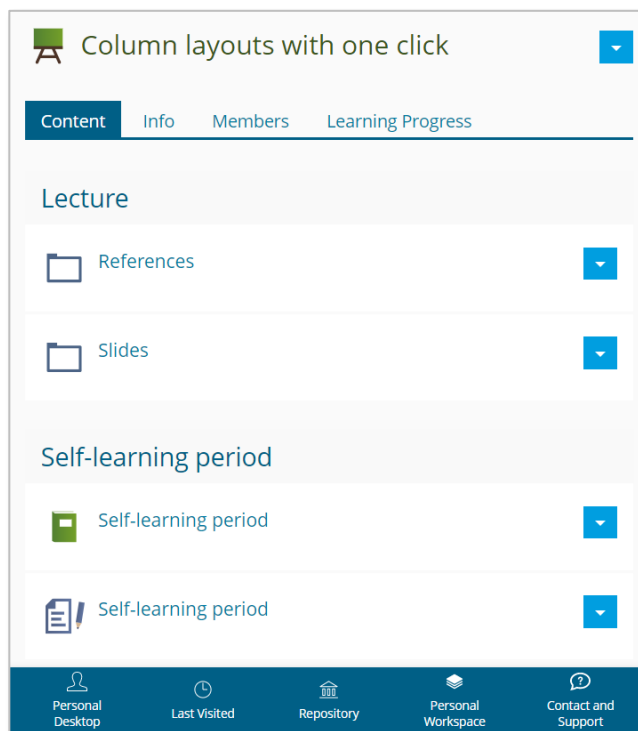 Column layouts with one click
Content Info Members Learning Progress
Lecture
References
Slides
Self-learning period
Self-learning period
Self-learning period
Personal Desktop
Last Visited
Repository
Personal Workspace
Contact and Support